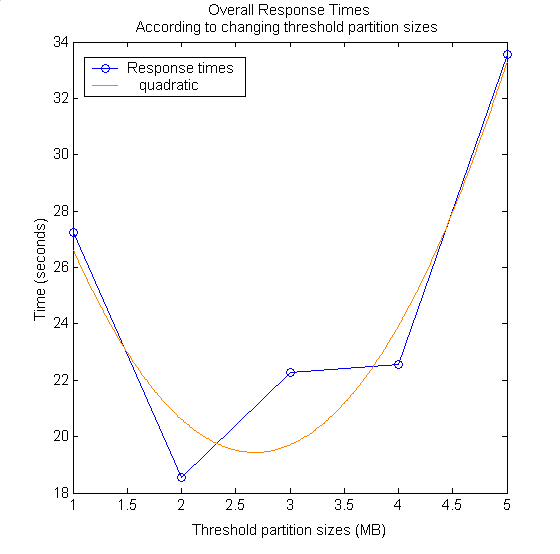 Overall Response Times
According to changing threshold partition sizes
34
Response times
quadratic
32
30
28
26
24
22
20
18
Time (seconds)
1 1.5 2 2.5 3 3.5 4 4.5 5
Threshold partition sizes (MB)